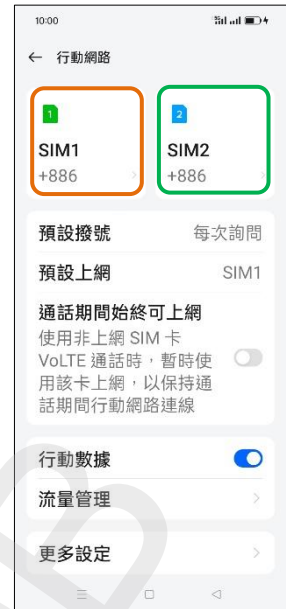 10:00
行動網路
1
2
SIM1
SIM2
+886
+886
預設撥號
每次詢問
預設上網
SIM1
通話期間始終可上網
使用非上網 SIM 卡
VoLTE 通話時，暫時使
用該卡上網，以保持通
話期間行動網路連線
行動數據
流量管理
更多設定